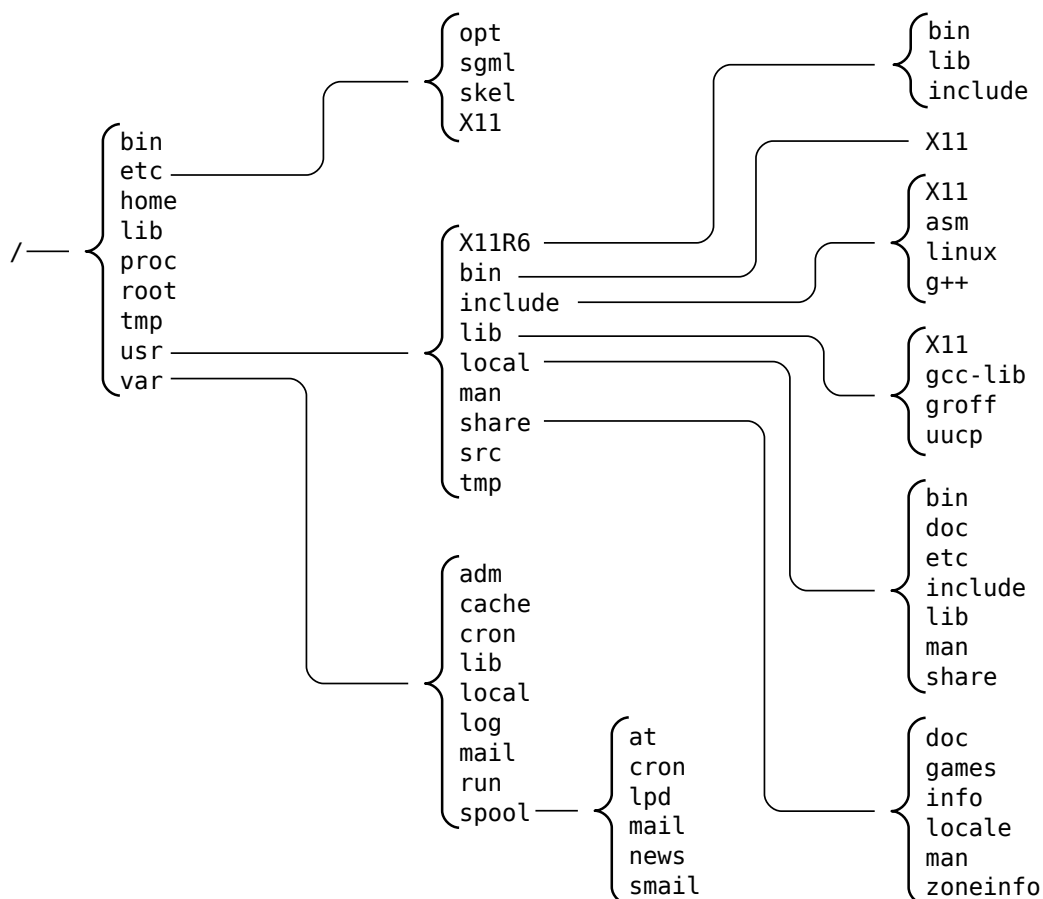 /
bin
etc
home
lib
proc
root
tmp
usr
var
opt
sgml
skel
X11
X11R6
bin
include
lib
local
man
share
src
tmp
adm
cache
cron
lib
local
log
mail
run
spool
at
cron
lpd
mail
news
smail
bin
lib
include
X11
X11
asm
linux
g++
X11
gcc-lib
groff
uucp
bin
doc
etc
include
lib
man
share
doc
games
info
locale
man
zoneinfo